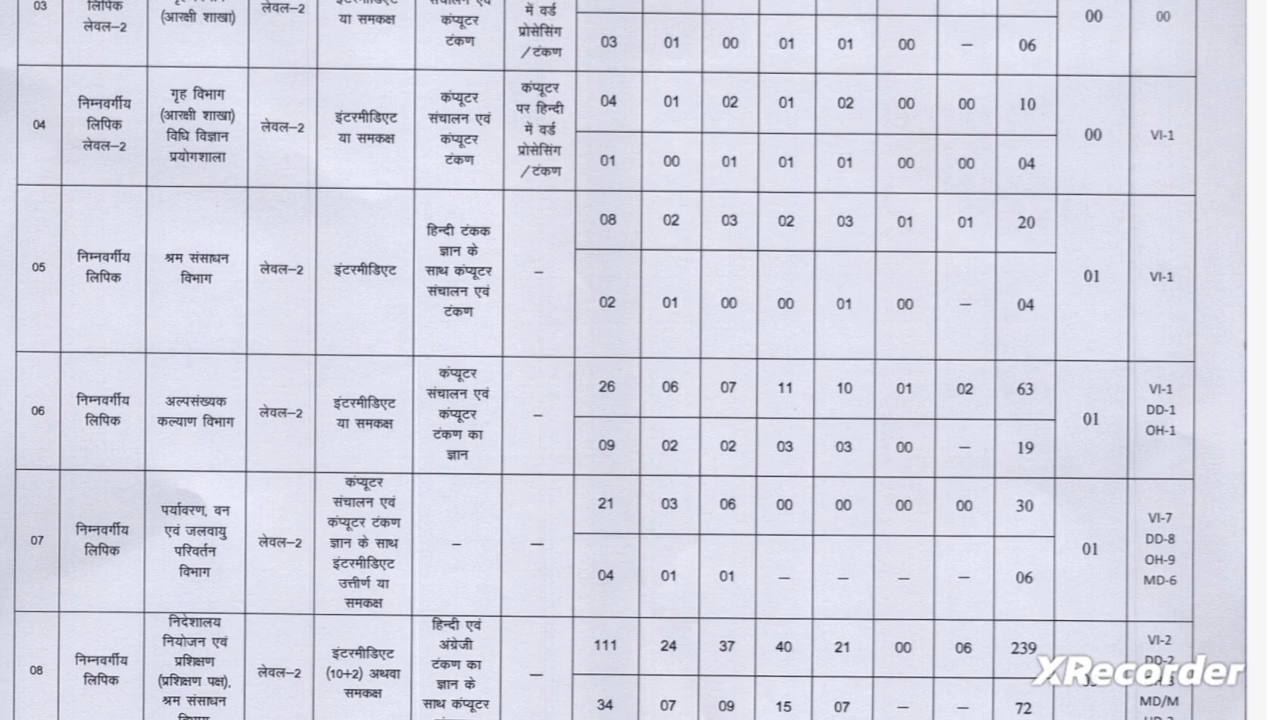 03
लिपिक
लेवल–2
(आरक्षी शाखा)
लेवल–2
या समकक्ष
कंप्यूटर
टंकण
में वर्ड
प्रोसेसिंग
/टंकण
03 01 00 01 01 00 – 06
00
00
04
निम्नवर्गीय
लिपिक
लेवल–2
गृह विभाग
(आरक्षी शाखा)
विधि विज्ञान
प्रयोगशाला
लेवल–2
इंटरमीडिएट
या समकक्ष
कंप्यूटर
संचालन एवं
कंप्यूटर
टंकण
कंप्यूटर
पर हिन्दी
में वर्ड
प्रोसेसिंग
/टंकण
04 01 02 01 02 00 00 10
01 00 01 01 01 00 00 04
00
VI-1
05
निम्नवर्गीय
लिपिक
श्रम संसाधन
विभाग
लेवल–2
इंटरमीडिएट
हिन्दी टंकक
ज्ञान के
साथ कंप्यूटर
संचालन एवं
टंकण
–
08 02 03 02 03 01 01 20
02 01 00 00 01 00 – 04
01
VI-1
06
निम्नवर्गीय
लिपिक
अल्पसंख्यक
कल्याण विभाग
लेवल–2
इंटरमीडिएट
या समकक्ष
कंप्यूटर
संचालन एवं
कंप्यूटर
टंकण का
ज्ञान
–
26 06 07 11 10 01 02 63
09 02 02 03 03 00 – 19
01
VI-1
DD-1
OH-1
07
निम्नवर्गीय
लिपिक
पर्यावरण, वन
एवं जलवायु
परिवर्तन
विभाग
लेवल–2
कंप्यूटर
संचालन एवं
कंप्यूटर टंकण
ज्ञान के साथ
इंटरमीडिएट
उत्तीर्ण या
समकक्ष
–
–
21 03 06 00 00 00 00 30
04 01 01 – – – – 06
01
VI-7
DD-8
OH-9
MD-6
08
निम्नवर्गीय
लिपिक
निदेशालय
नियोजन एवं
प्रशिक्षण
(प्रशिक्षण पक्ष),
श्रम संसाधन
लेवल–2
इंटरमीडिएट
(10+2) अथवा
समकक्ष
हिन्दी एवं
अंग्रेजी
टंकण का
ज्ञान के
साथ कंप्यूटर
–
111 24 37 40 21 00 06 239
34 07 09 15 07 – – 72
VI-2
DD-2
MD/M
XRecorder